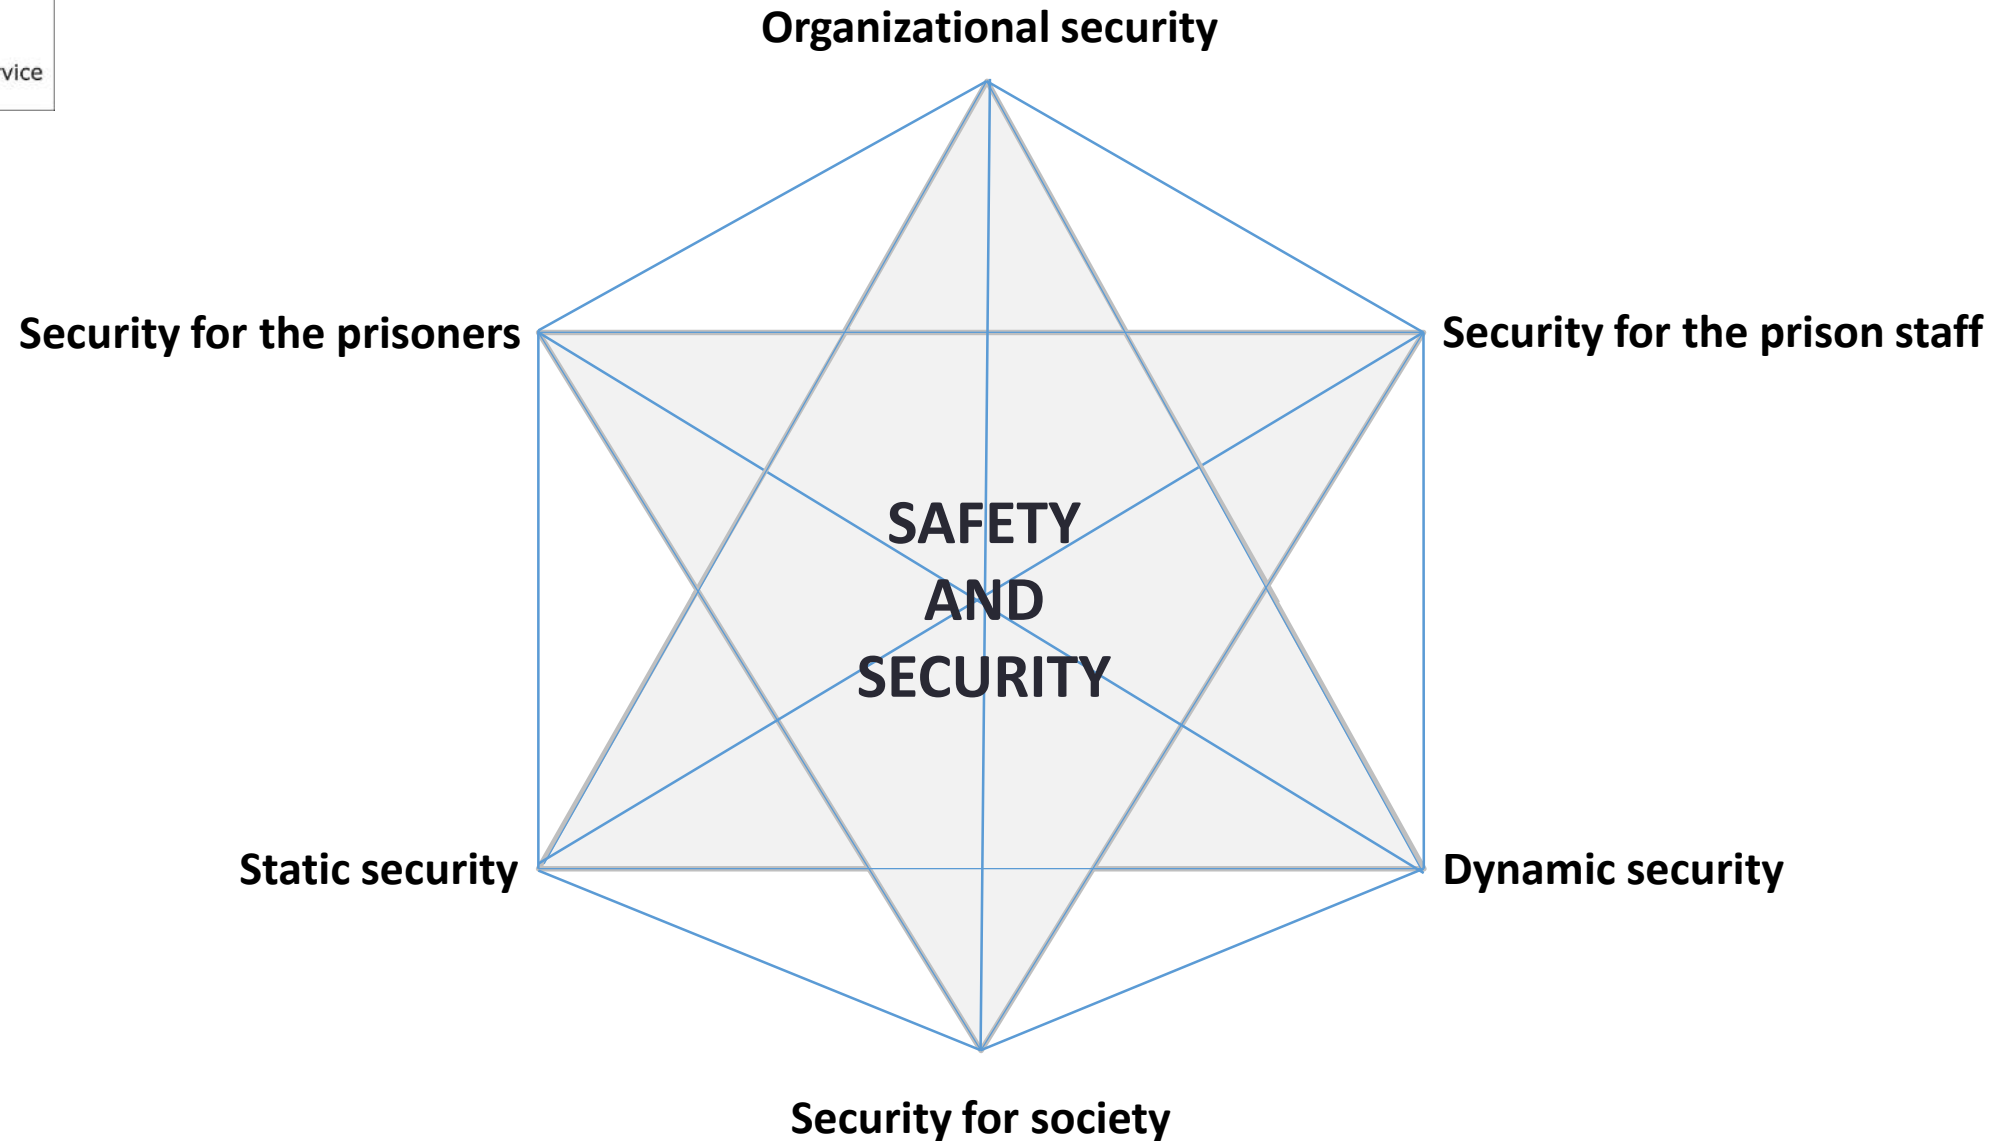 Organizational security
Security for the prisoners
Security for the prison staff
SAFETY
AND
SECURITY
Static security
Dynamic security
Security for society